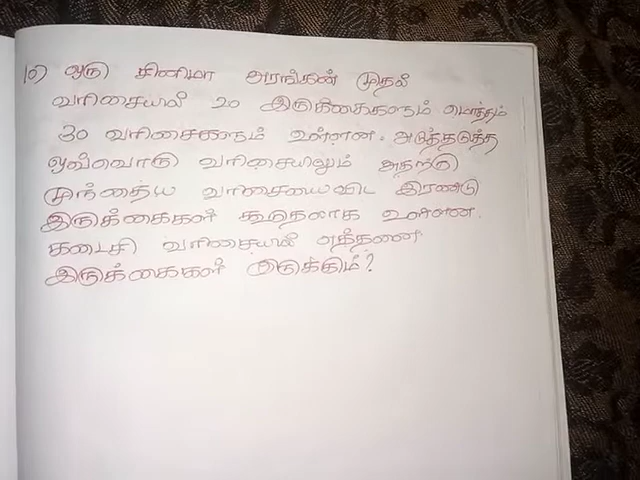 10) ஒரு சினிமா அரங்கன் முதல்
வரிசையில் 20 இருக்கைகளும் மொத்தம்
30 வரிசைகளும் உள்ளன. அடுத்தடுத்த
ஒவ்வொரு வரிசையிலும் அதற்கு
முந்தைய வரிசையைவிட இரண்டு
இருக்கைகள் கூடுதலாக உள்ளன.
கடைசி வரிசையில் எத்தனை
இருக்கைகள் இருக்கும்?